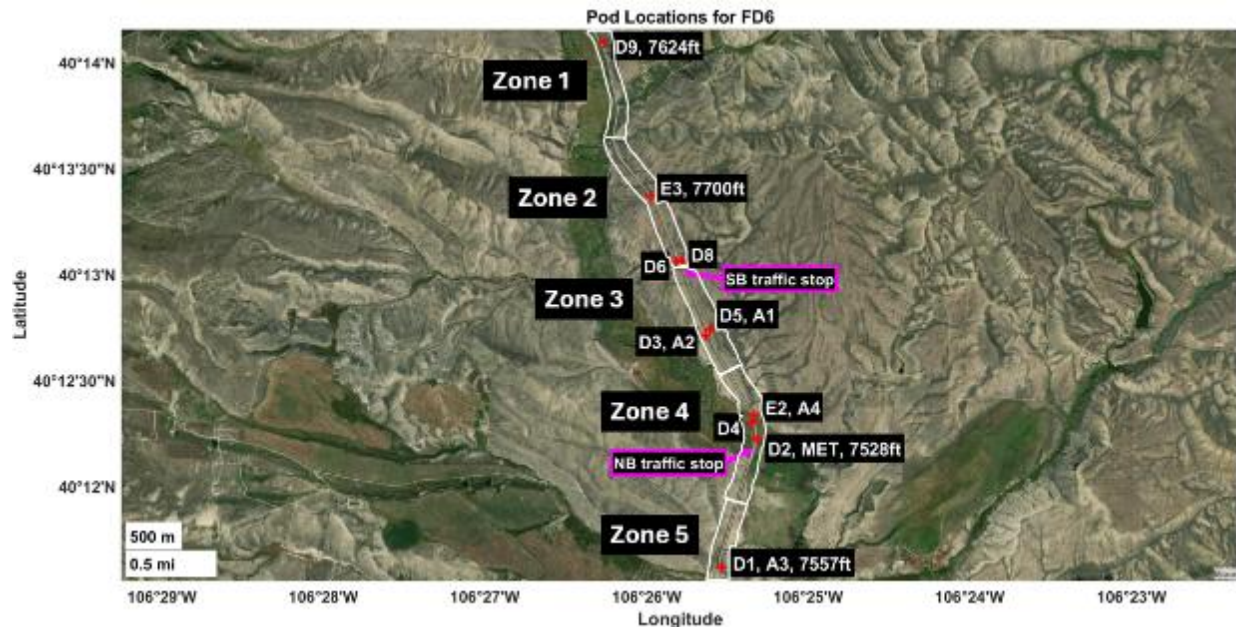 Pod Locations for FD6
40°14'N
D9, 7624ft
Zone 1
40°13'30"N
E3, 7700ft
Zone 2
D8
D6
40°13'N
SB traffic stop
Zone 3
D5, A1
D3, A2
40°12'30"N
E2, A4
Zone 4
D4
D2, MET, 7528ft
NB traffic stop
40°12'N
Zone 5
500 m
0.5 mi
D1, A3, 7557ft
106°29'W 106°28'W 106°27'W 106°26'W 106°25'W 106°24'W 106°23'W
Longitude
Latitude